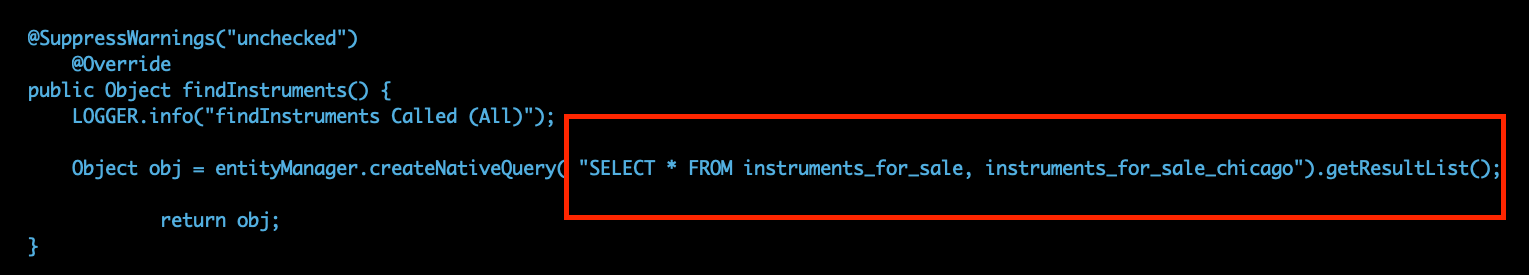 @SuppressWarnings("unchecked")
@Override
public Object findInstruments() {
LOGGER.info("findInstruments Called (All)");
Object obj = entityManager.createNativeQuery( "SELECT * FROM instruments_for_sale, instruments_for_sale_chicago").getResultList();
return obj;
}